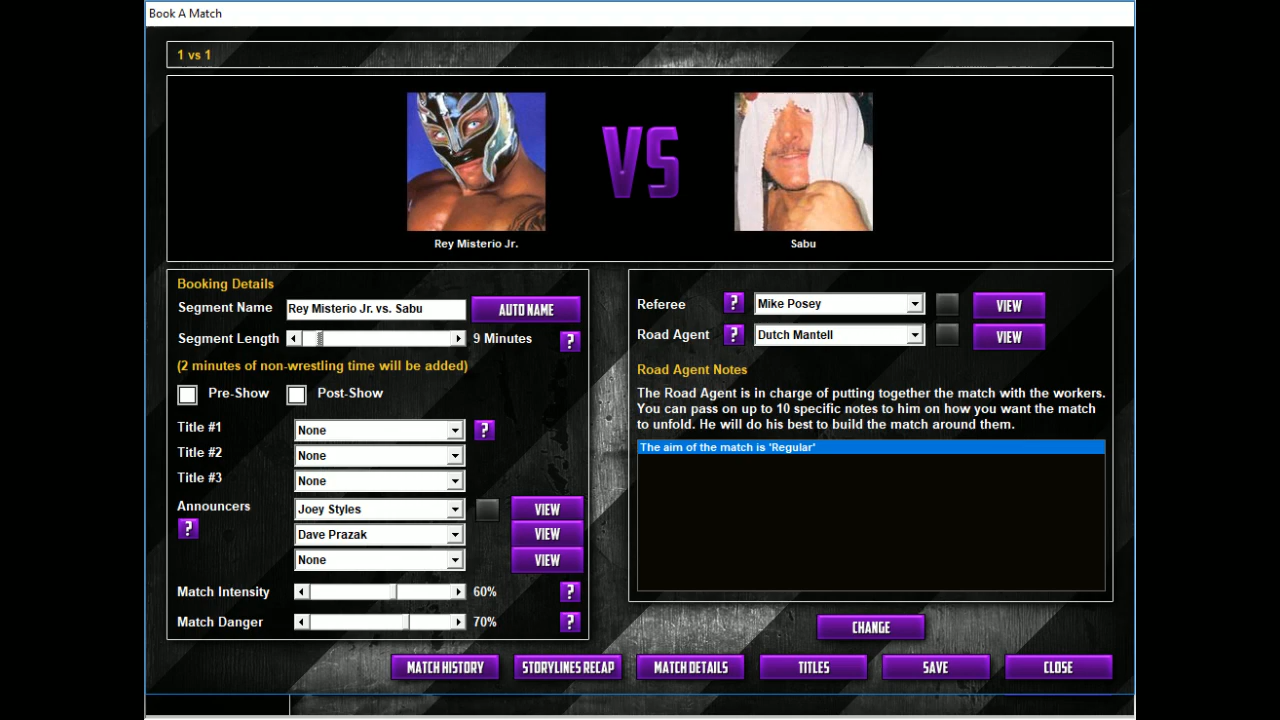 Book A Match
1 vs 1
VS
Rey Misterio Jr.
Sabu
Booking Details
Segment Name
Rey Misterio Jr. vs. Sabu
AUTO NAME
Segment Length
9 Minutes
?
(2 minutes of non-wrestling time will be added)
Pre-Show
Post-Show
Title #1
None
?
Title #2
None
Title #3
None
Announcers
Joey Styles
VIEW
?
Dave Prazak
VIEW
None
VIEW
Match Intensity
60%
?
Match Danger
70%
?
Referee
?
Mike Posey
VIEW
Road Agent
?
Dutch Mantell
VIEW
Road Agent Notes
The Road Agent is in charge of putting together the match with the workers.
You can pass on up to 10 specific notes to him on how you want the match
to unfold. He will do his best to build the match around them.
The aim of the match is 'Regular'
CHANGE
MATCH HISTORY
STORYLINES RECAP
MATCH DETAILS
TITLES
SAVE
CLOSE